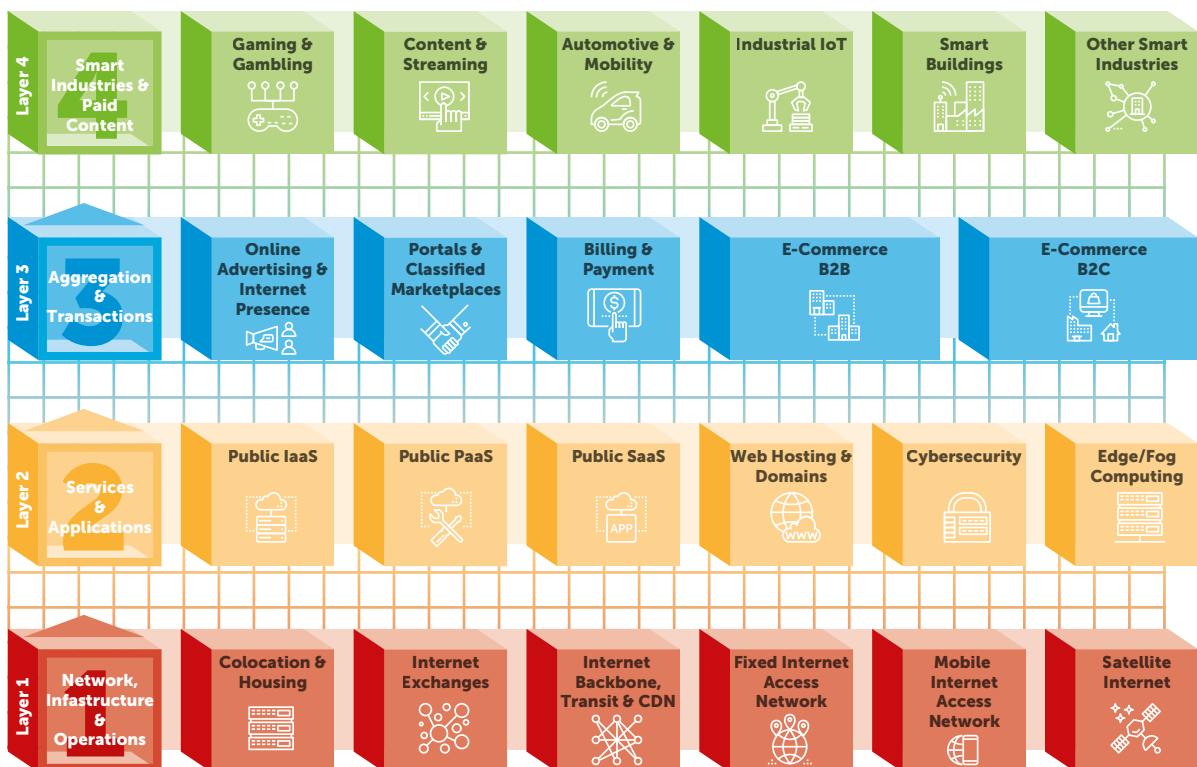 Layer 4
4
Smart
Industries &
Paid
Content
Gaming &
Gambling
Content &
Streaming
Automotive &
Mobility
Industrial IoT
Smart
Buildings
Other Smart
Industries
Layer 3
3
Aggregation
&
Transactions
Online
Advertising &
Internet
Presence
Portals &
Classified
Marketplaces
Billing &
Payment
$
E-Commerce
B2B
E-Commerce
B2C
Layer 2
2
Services
&
Applications
Public IaaS
Public PaaS
Public SaaS
APP
Web Hosting &
Domains
www
Cybersecurity
Edge/Fog
Computing
Layer 1
1
Network,
Infastructure
&
Operations
Colocation &
Housing
Internet
Exchanges
Internet
Backbone,
Transit & CDN
Fixed Internet
Access
Network
Mobile
Internet
Access
Network
Satellite
Internet